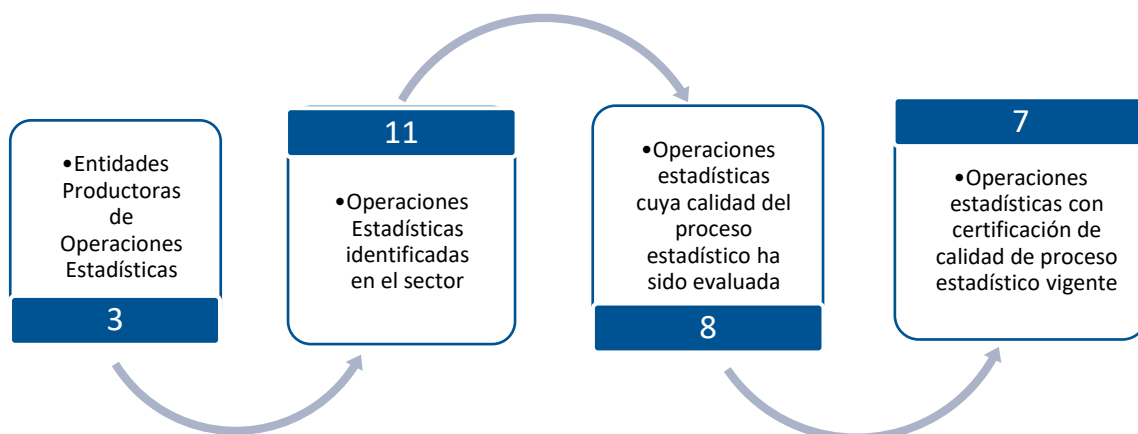 •Entidades
Productoras
de
Operaciones
Estadísticas
3
11
•Operaciones
Estadísticas
identificadas
en el sector
•Operaciones
estadísticas
cuya calidad del
proceso
estadístico ha
sido evaluada
8
7
•Operaciones
estadísticas con
certificación de
calidad de proceso
estadístico vigente